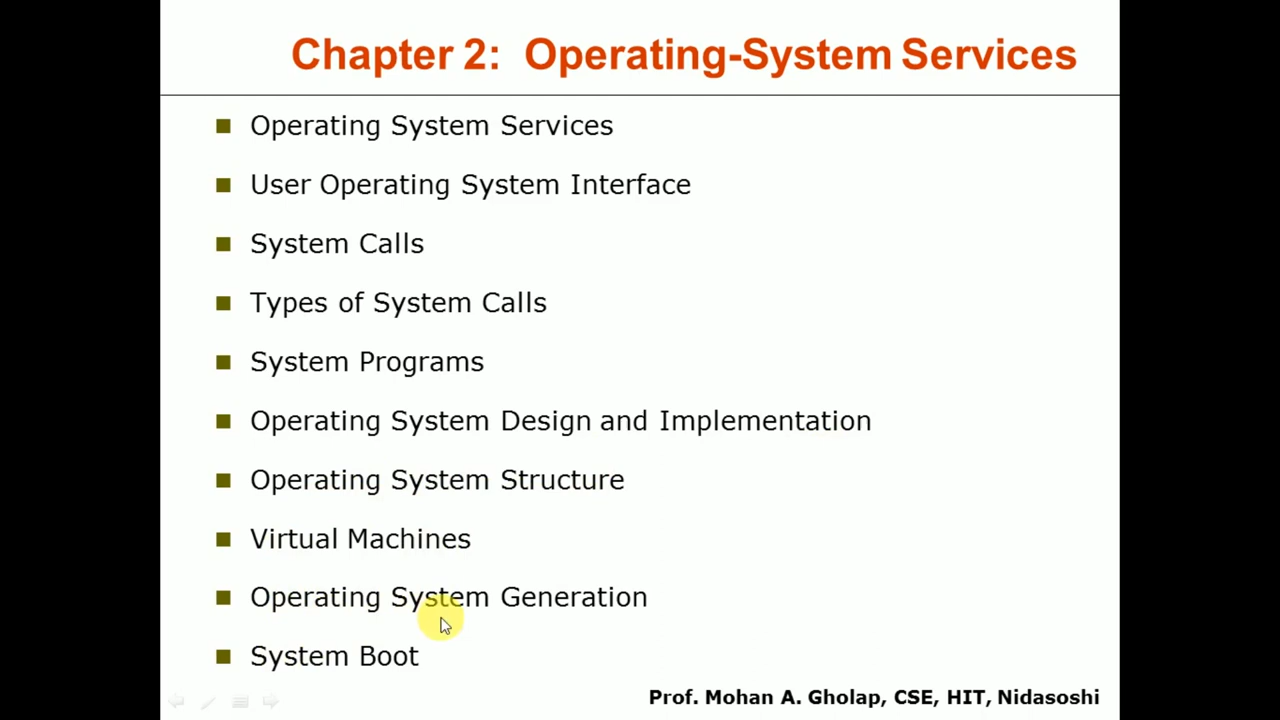 Chapter 2: Operating-System Services
Operating System Services
User Operating System Interface
System Calls
Types of System Calls
System Programs
Operating System Design and Implementation
Operating System Structure
Virtual Machines
Operating System Generation
System Boot
Prof. Mohan A. Gholap, CSE, HIT, Nidasoshi